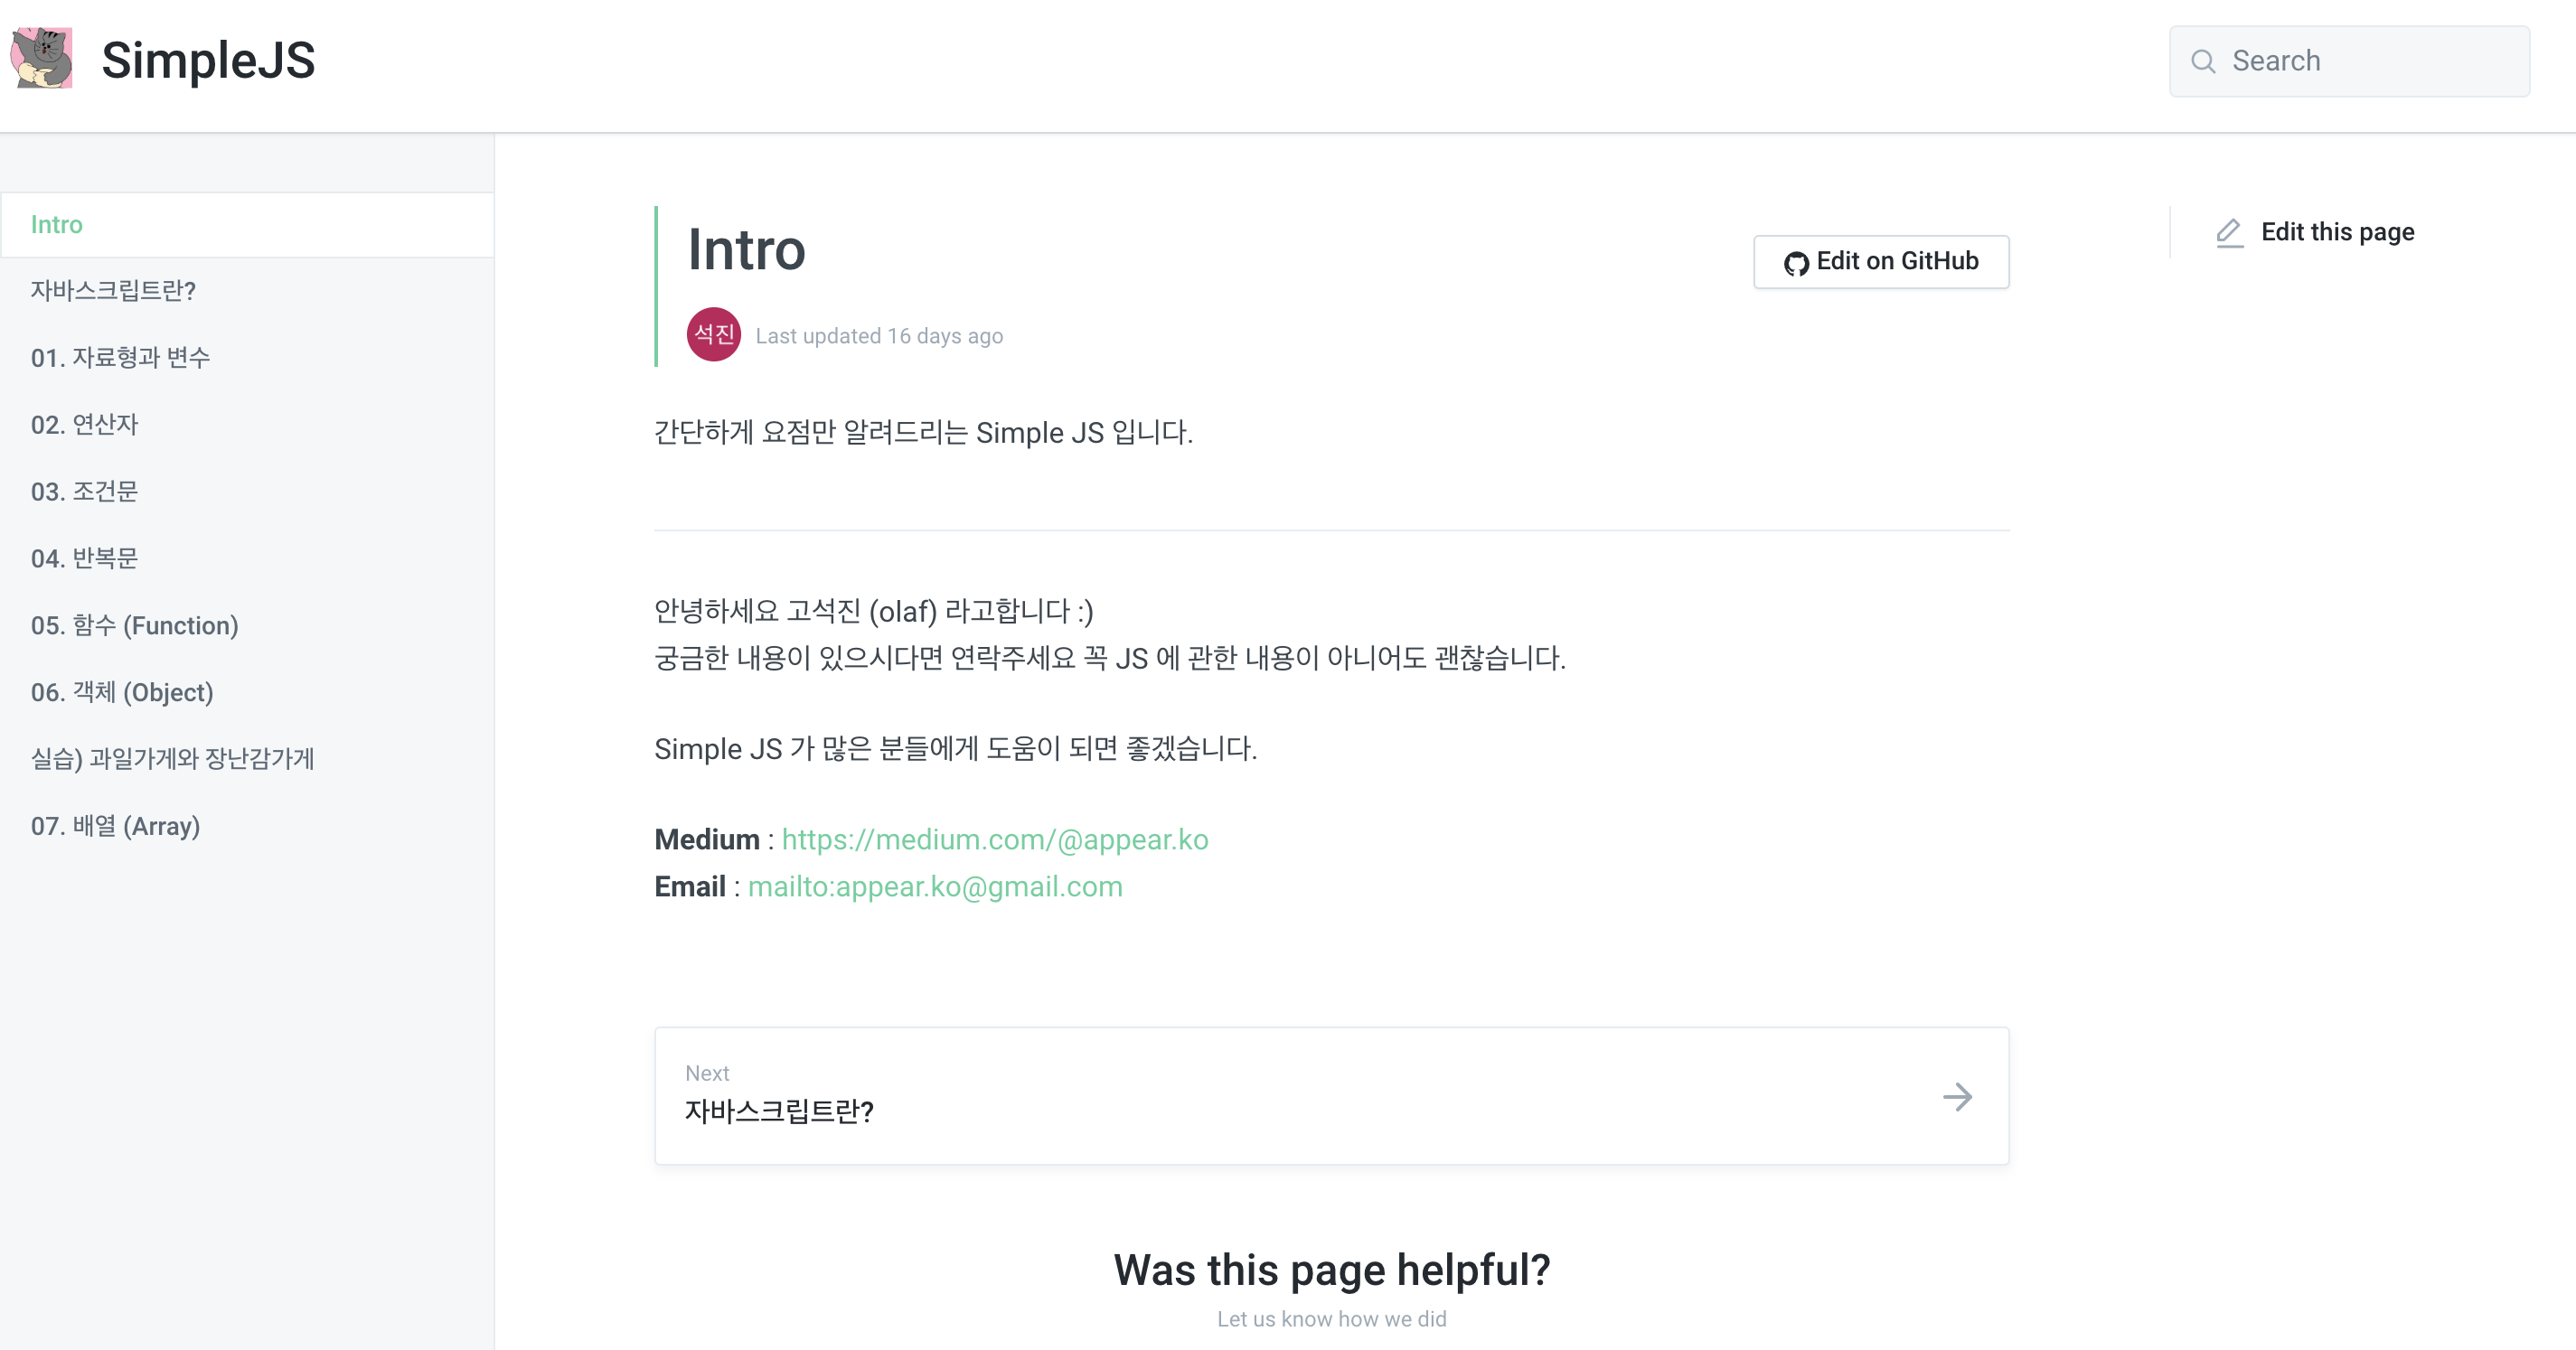 SimpleJS
Search
Intro
자바스크립트란?
01. 자료형과 변수
02. 연산자
03. 조건문
04. 반복문
05. 함수 (Function)
06. 객체 (Object)
실습) 과일가게와 장난감가게
07. 배열 (Array)
Intro
Edit on GitHub
석진
Last updated 16 days ago
간단하게 요점만 알려드리는 Simple JS 입니다.
안녕하세요 고석진 (olaf) 라고합니다 :)
궁금한 내용이 있으시다면 연락주세요 꼭 JS 에 관한 내용이 아니어도 괜찮습니다.
Simple JS 가 많은 분들에게 도움이 되면 좋겠습니다.
Medium : https://medium.com/@appear.ko
Email : mailto:appear.ko@gmail.com
Next
자바스크립트란?
Was this page helpful?
Let us know how we did
Edit this page